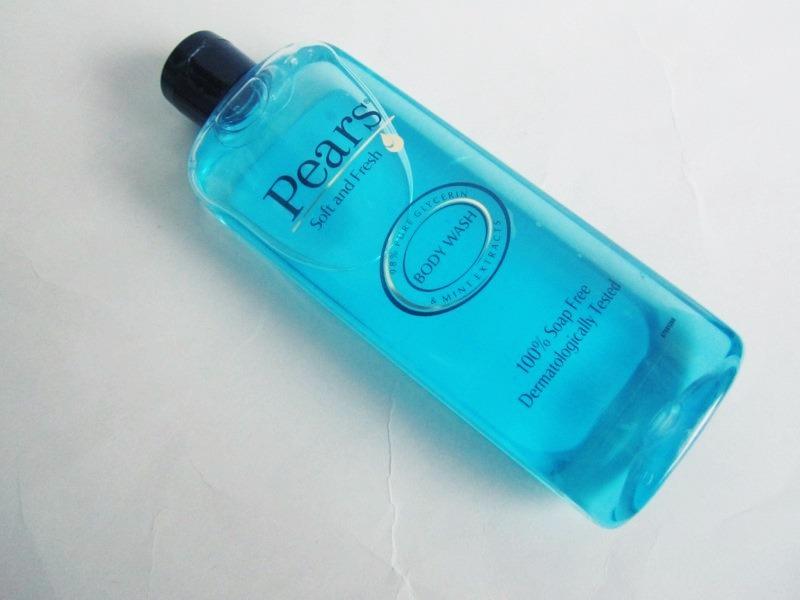 Pears®
Soft and Fresh
98% PURE GLYCERIN
BODY WASH
& MINT EXTRACTS
100% Soap Free
Dermatologically Tested